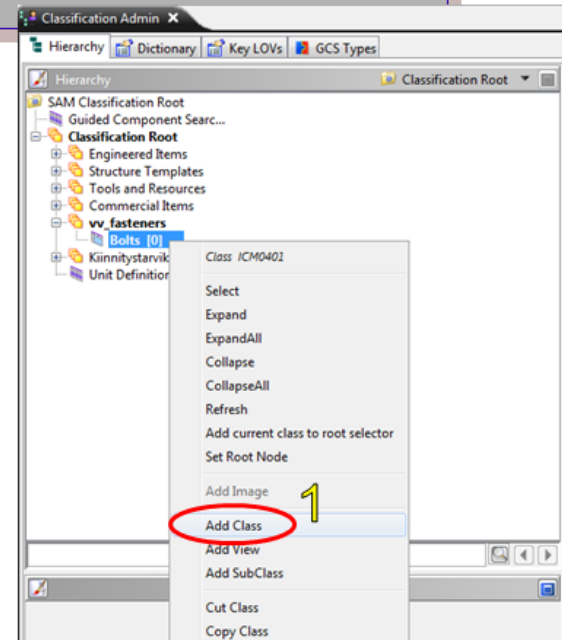 Classification Admin
Hierarchy Dictionary Key LOVs GCS Types
Hierarchy Classification Root
SAM Classification Root
Guided Component Searc...
Classification Root
Engineered Items
Structure Templates
Tools and Resources
Commercial Items
vv_fasteners
Bolts [0]
Kiinnitystarvik
Unit Definition
Class ICM0401
Select
Expand
ExpandAll
Collapse
CollapseAll
Refresh
Add current class to root selector
Set Root Node
Add Image
1
Add Class
Add View
Add SubClass
Cut Class
Copy Class